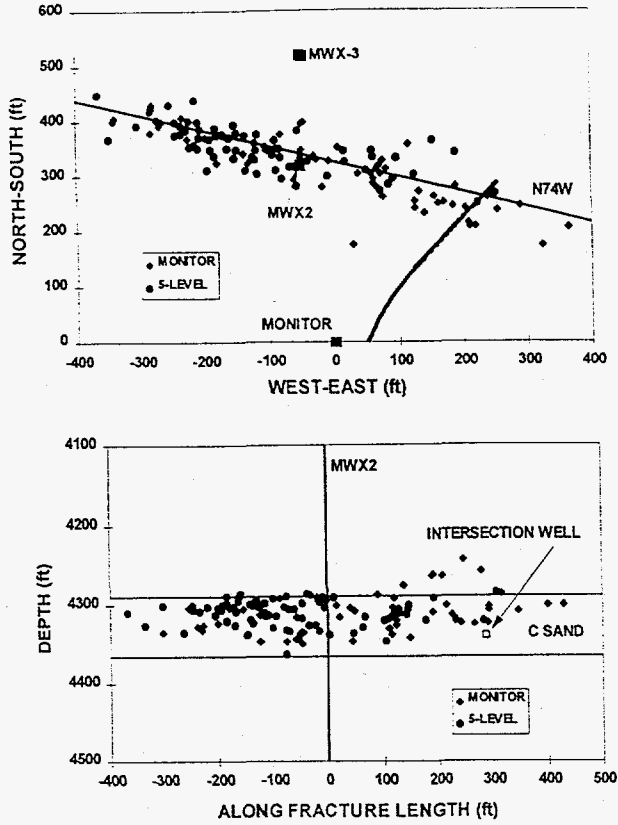 600
500
400
300
200
100
0
NORTH-SOUTH (ft)
MWX-3
MWX2
N74W
MONITOR
5-LEVEL
MONITOR
-400 -300 -200 -100 0 100 200 300 400
WEST-EAST (ft)
4100
4200
4300
4400
4500
DEPTH (ft)
MWX2
INTERSECTION WELL
C SAND
MONITOR
5-LEVEL
-400 -300 -200 -100 0 100 200 300 400 500
ALONG FRACTURE LENGTH (ft)